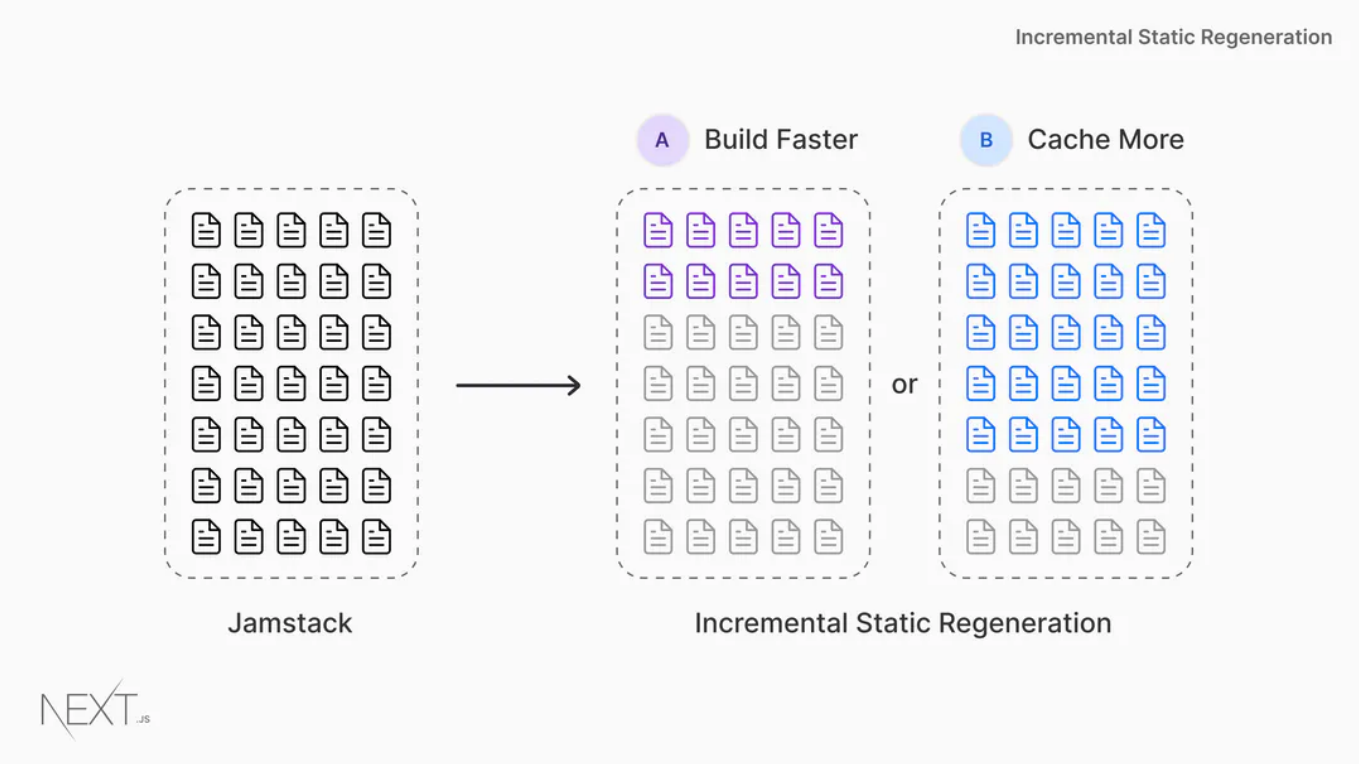 Incremental Static Regeneration
A Build Faster
B Cache More
or
Jamstack
Incremental Static Regeneration
NEXT.JS